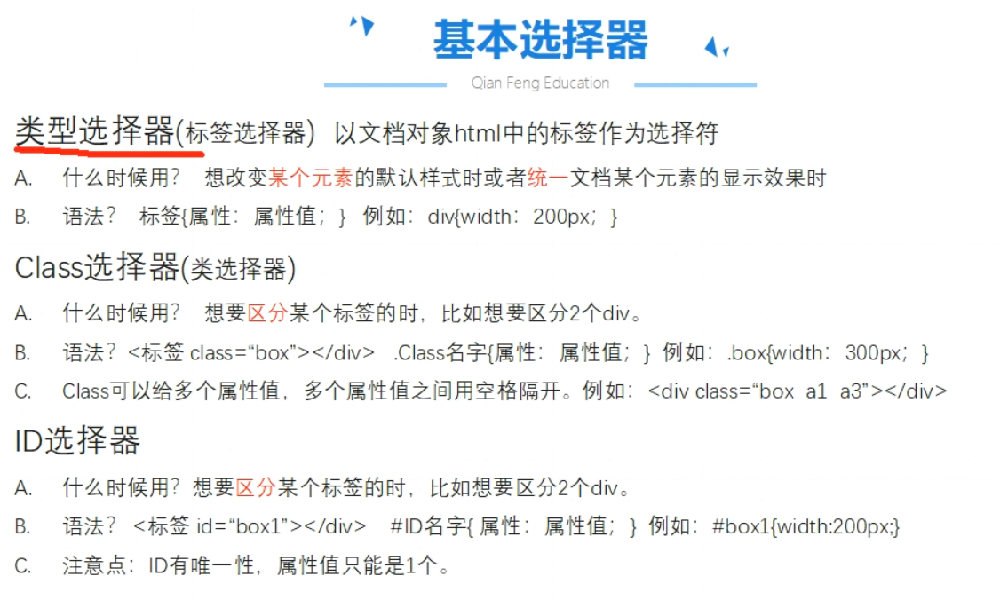 基本选择器
Qian Feng Education
类型选择器(标签选择器) 以文档对象html中的标签作为选择符
A. 什么时候用? 想改变某个元素的默认样式时或者统一文档某个元素的显示效果时
B. 语法? 标签{属性:属性值;} 例如:div{width:200px;}
Class选择器(类选择器)
A. 什么时候用? 想要区分某个标签的时,比如想要区分2个div。
B. 语法?<标签 class=“box”></div> .Class名字{属性:属性值;} 例如:.box{width:300px;}
C. Class可以给多个属性值,多个属性值之间用空格隔开。例如:<div class=“box a1 a3”></div>
ID选择器
A. 什么时候用?想要区分某个标签的时,比如想要区分2个div。
B. 语法? <标签 id=“box1”></div> #ID名字{ 属性:属性值;} 例如:#box1{width:200px;}
C. 注意点:ID有唯一性,属性值只能是1个。